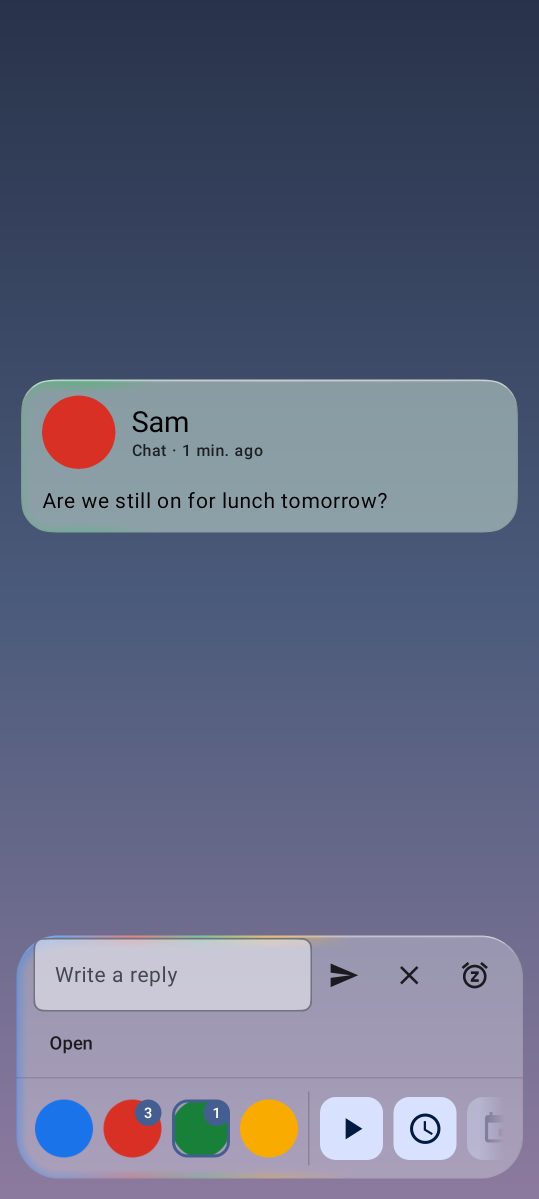 Sam
Chat · 1 min. ago
Are we still on for lunch tomorrow?
Write a reply
Open
3
1